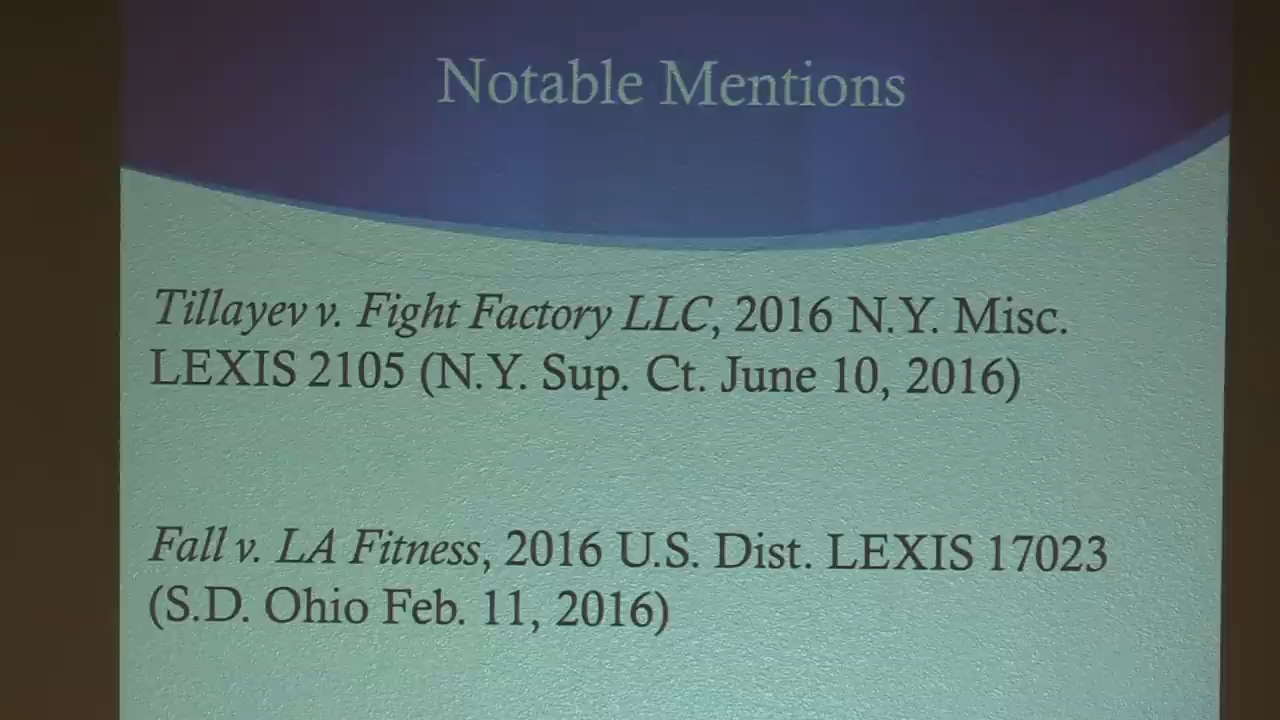 Notable Mentions
Tillayev v. Fight Factory LLC, 2016 N.Y. Misc.
LEXIS 2105 (N.Y. Sup. Ct. June 10, 2016)
Fall v. LA Fitness, 2016 U.S. Dist. LEXIS 17023
(S.D. Ohio Feb. 11, 2016)